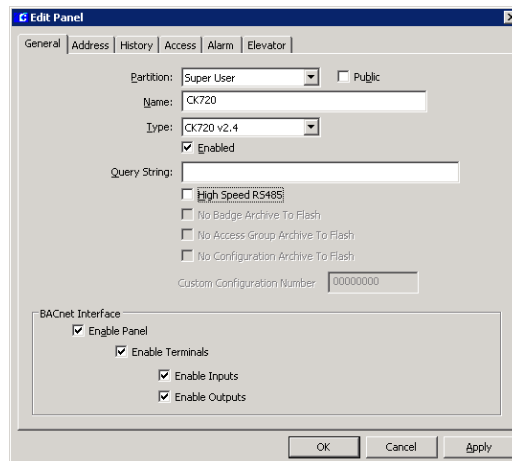 Edit Panel
General Address History Access Alarm Elevator
Partition: Super User Public
Name: CK720
Type: CK720 v2.4
Enabled
Query String:
High Speed RS485
No Badge Archive To Flash
No Access Group Archive To Flash
No Configuration Archive To Flash
Custom Configuration Number 00000000
BACnet Interface
Enable Panel
Enable Terminals
Enable Inputs
Enable Outputs
OK Cancel Apply